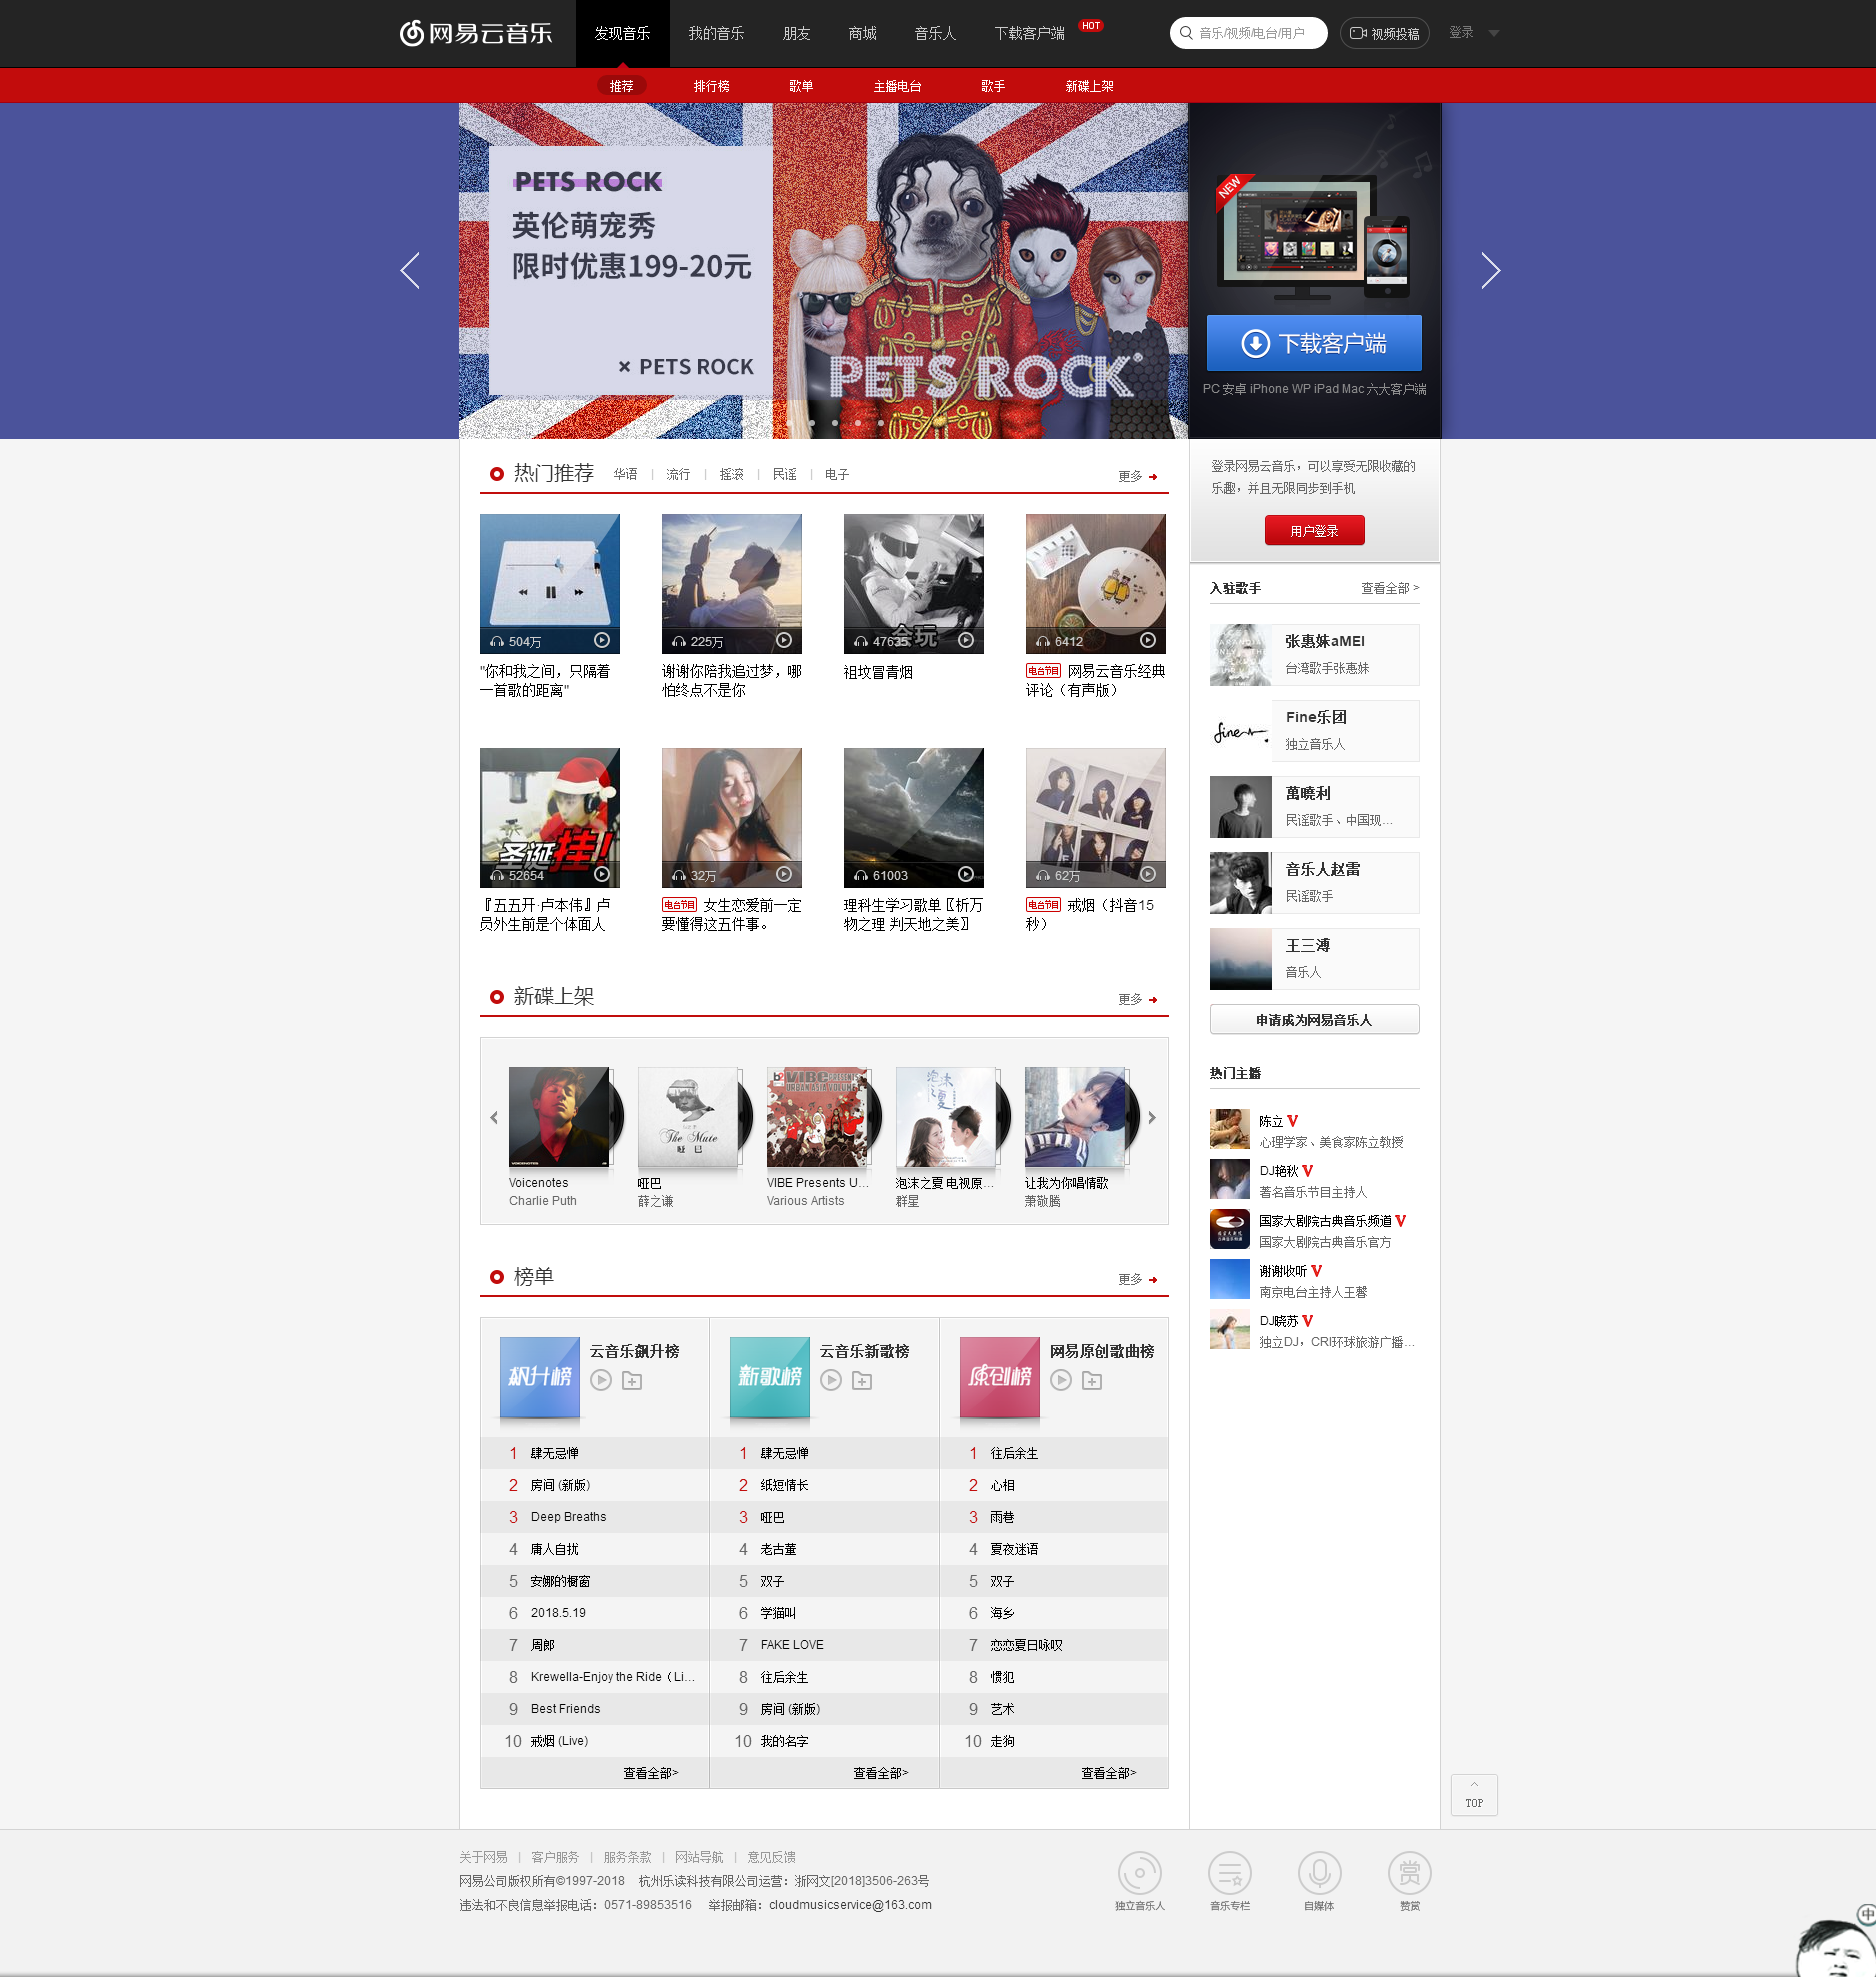 网易云音乐
发现音乐
我的音乐
朋友
商城
音乐人
下载客户端
HOT
音乐/视频/电台/用户
视频投稿
登录
推荐
排行榜
歌单
主播电台
歌手
新碟上架
PETS ROCK
英伦萌宠秀
限时优惠199-20元
× PETS ROCK
PETS ROCK®
NEW
下载客户端
PC 安卓 iPhone WP iPad Mac 六大客户端
热门推荐
华语 | 流行 | 摇滚 | 民谣 | 电子
更多
504万
225万
会玩
47635
6412
"你和我之间，只隔着
一首歌的距离"
谢谢你陪我追过梦，哪
怕终点不是你
祖坟冒青烟
电台节目 网易云音乐经典
评论（有声版）
圣诞挂!
52654
32万
61003
62万
『五五开·卢本伟』卢
员外生前是个体面人
电台节目 女生恋爱前一定
要懂得这五件事。
理科生学习歌单〖析万
物之理 判天地之美〗
电台节目 戒烟（抖音15
秒）
新碟上架
更多
VOICENOTES
The Mute
哑巴
VIBE PRESENTS
URBAN ASIA VOLUME
泡沫之夏
Voicenotes
Charlie Puth
哑巴
薛之谦
VIBE Presents U...
Various Artists
泡沫之夏 电视原...
群星
让我为你唱情歌
萧敬腾
榜单
更多
飙升榜
云音乐飙升榜
1 肆无忌惮
2 房间 (新版)
3 Deep Breaths
4 庸人自扰
5 安娜的橱窗
6 2018.5.19
7 周郎
8 Krewella-Enjoy the Ride（Li...
9 Best Friends
10 戒烟 (Live)
查看全部>
新歌榜
云音乐新歌榜
1 肆无忌惮
2 纸短情长
3 哑巴
4 老古董
5 双子
6 学猫叫
7 FAKE LOVE
8 往后余生
9 房间 (新版)
10 我的名字
查看全部>
原创榜
网易原创歌曲榜
1 往后余生
2 心相
3 雨巷
4 夏夜迷语
5 双子
6 海乡
7 恋恋夏日咏叹
8 惯犯
9 艺术
10 走狗
查看全部>
登录网易云音乐，可以享受无限收藏的
乐趣，并且无限同步到手机
用户登录
入驻歌手
查看全部 >
张惠妹aMEI
台湾歌手张惠妹
fine
Fine乐团
独立音乐人
萬曉利
民谣歌手、中国现...
音乐人赵雷
民谣歌手
王三溥
音乐人
申请成为网易音乐人
热门主播
陈立 V
心理学家、美食家陈立教授
DJ艳秋 V
著名音乐节目主持人
国家大剧院古典音乐频道 V
国家大剧院古典音乐官方
谢谢收听 V
南京电台主持人王馨
DJ晓苏 V
独立DJ，CRI环球旅游广播...
TOP
关于网易 | 客户服务 | 服务条款 | 网站导航 | 意见反馈
网易公司版权所有©1997-2018 杭州乐读科技有限公司运营：浙网文[2018]3506-263号
违法和不良信息举报电话：0571-89853516 举报邮箱：cloudmusicservice@163.com
独立音乐人
音乐专栏
自媒体
赏
赞赏
中